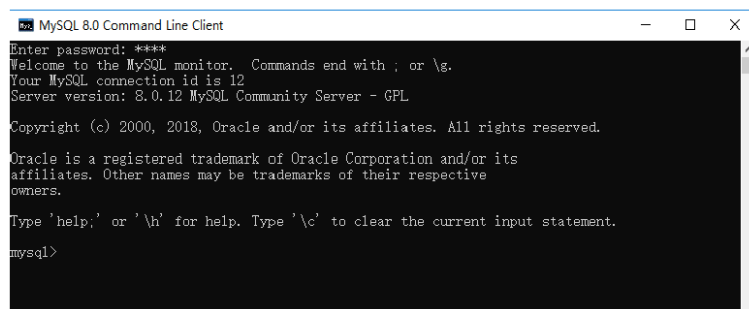 MySQL 8.0 Command Line Client
Enter password: ****
Welcome to the MySQL monitor.  Commands end with ; or \g.
Your MySQL connection id is 12
Server version: 8.0.12 MySQL Community Server - GPL
Copyright (c) 2000, 2018, Oracle and/or its affiliates. All rights reserved.
Oracle is a registered trademark of Oracle Corporation and/or its
affiliates. Other names may be trademarks of their respective
owners.
Type 'help;' or '\h' for help. Type '\c' to clear the current input statement.
mysql>